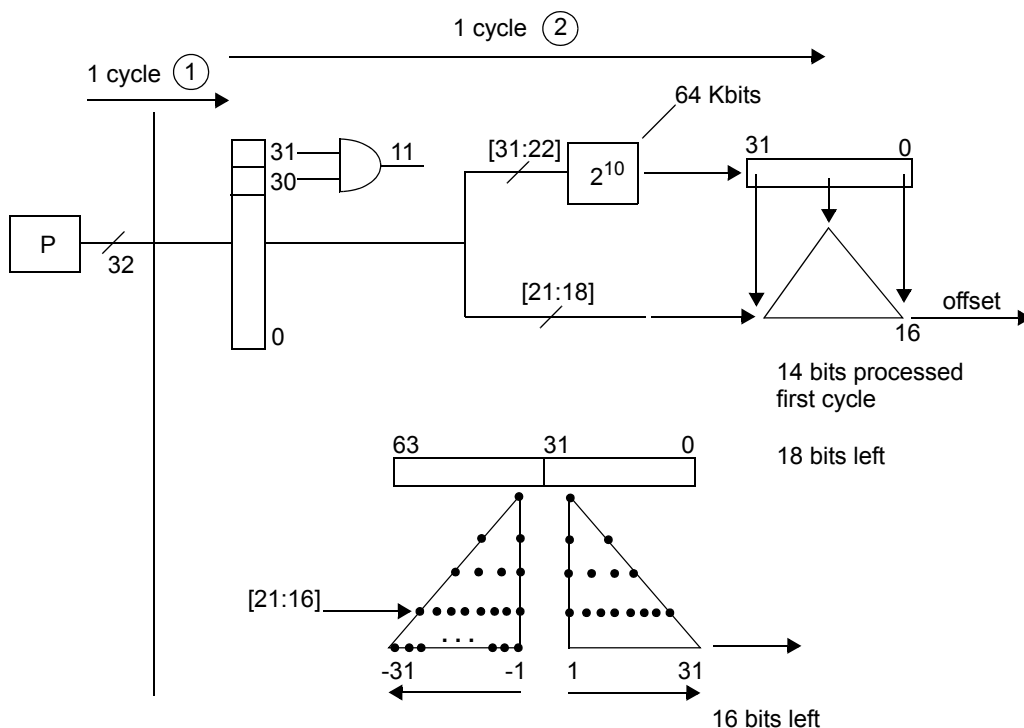 1 cycle 2
1 cycle 1
64 Kbits
31
30
11
[31:22]
2^10
31 0
P
32
[21:18]
offset
0
16
14 bits processed
first cycle
18 bits left
63 31 0
[21:16]
. . .
-31 -1 1 31
16 bits left